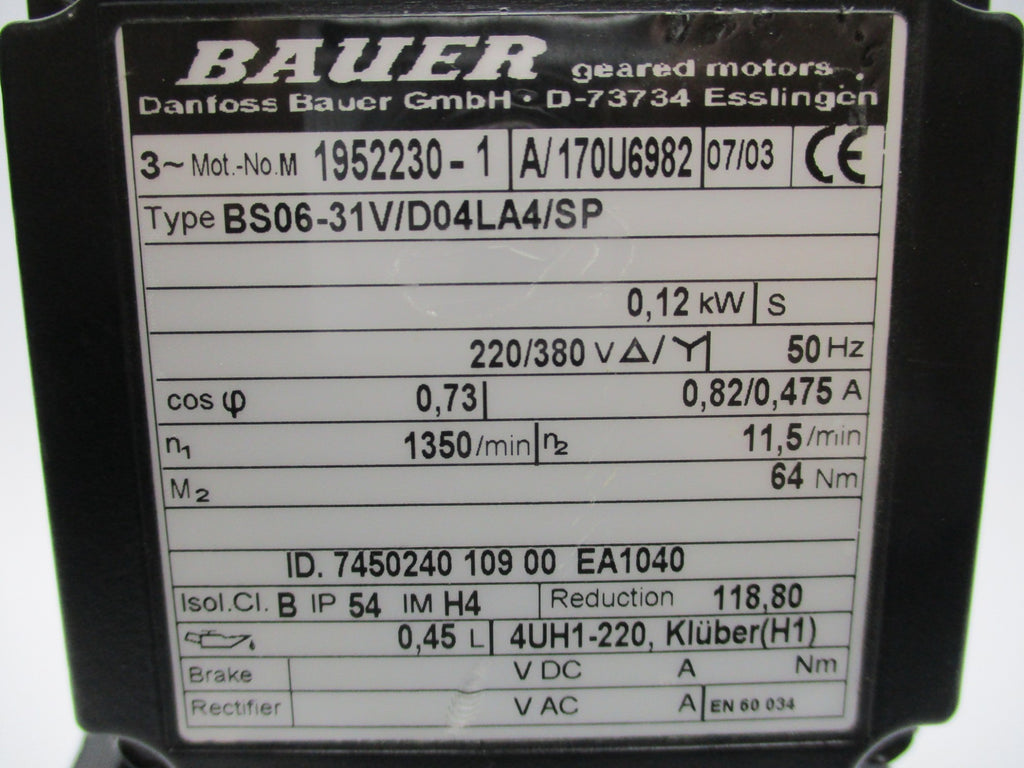 BAUER geared motors
Danfoss Bauer GmbH · D-73734 Esslingen
3~ Mot.-No.M 1952230-1 A/170U6982 07/03 CE
Type BS06-31V/D04LA4/SP
0,12 kW S
220/380 V Δ/Y 50 Hz
cos φ 0,73 0,82/0,475 A
n₁ 1350/min n₂ 11,5/min
M₂ 64 Nm
ID. 7450240 109 00 EA1040
Isol.Cl. B IP 54 IM H4 Reduction 118,80
0,45 L 4UH1-220, Klüber(H1)
Brake V DC A Nm
Rectifier V AC A EN 60 034